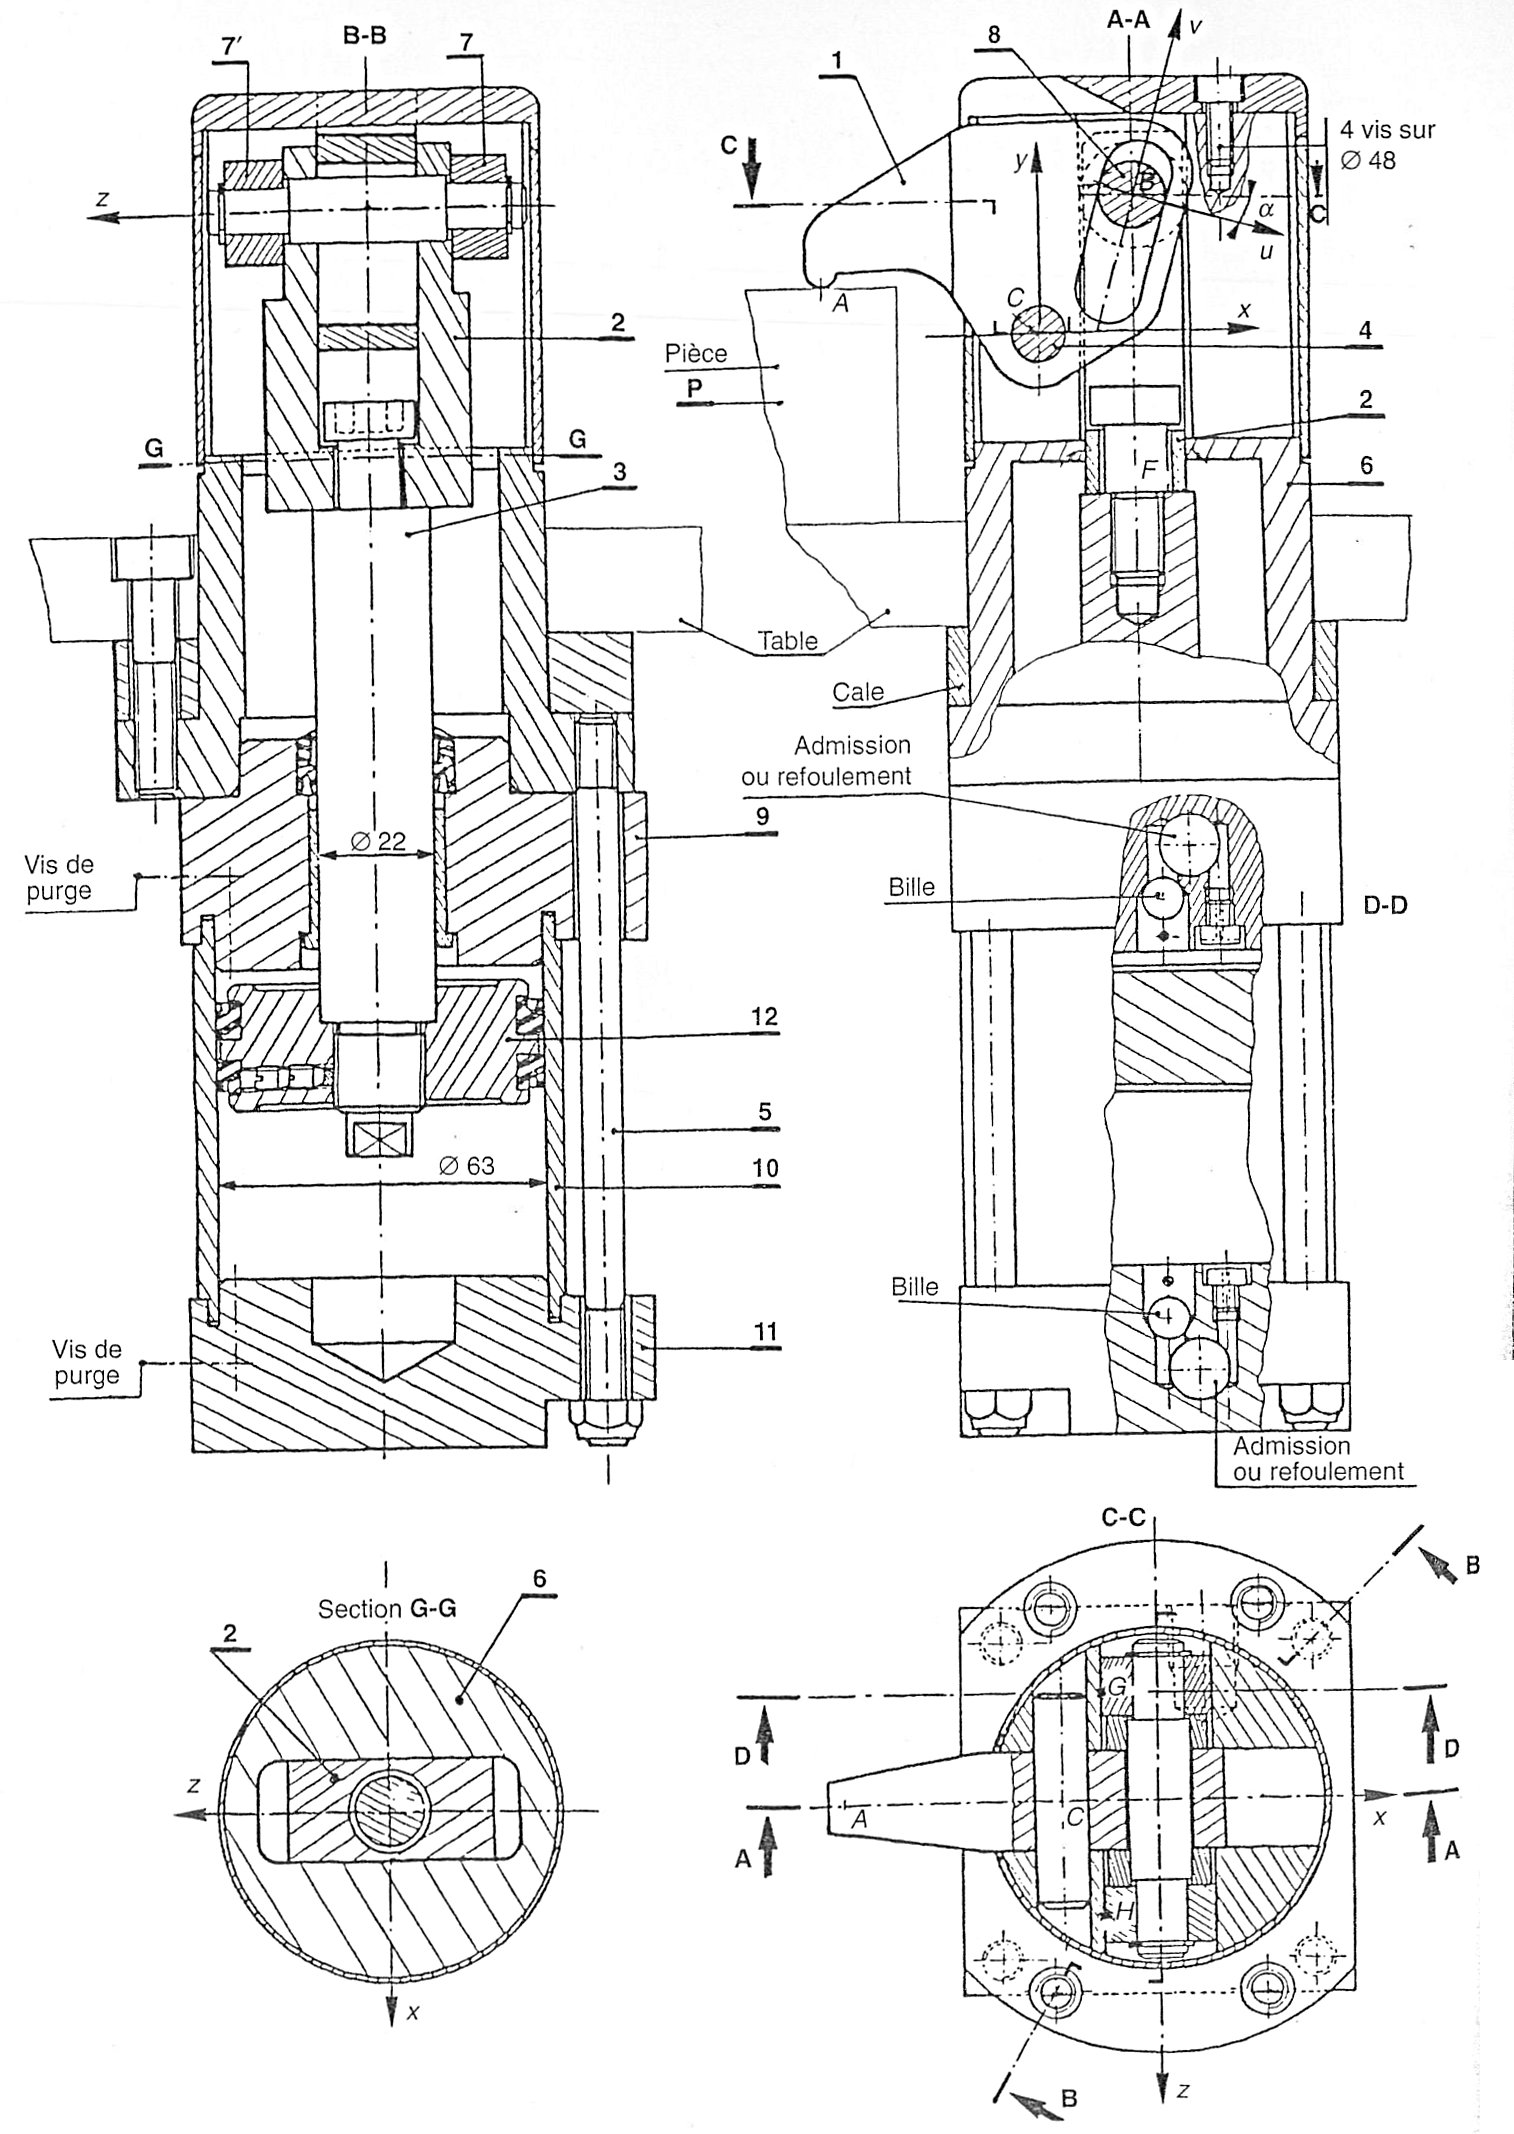 B-B
7'
7
z
2
G
G
3
Vis de
purge
Ø 22
9
12
5
Ø 63
10
Vis de
purge
11
A-A
v
8
1
4 vis sur
Ø 48
C
y
B
α
C
u
A
C
x
4
Pièce
P
2
F
6
Table
Cale
Admission
ou refoulement
Bille
D-D
Bille
Admission
ou refoulement
Section G-G
6
2
z
x
C-C
B
G
D
D
A
C
x
A
A
H
B
z